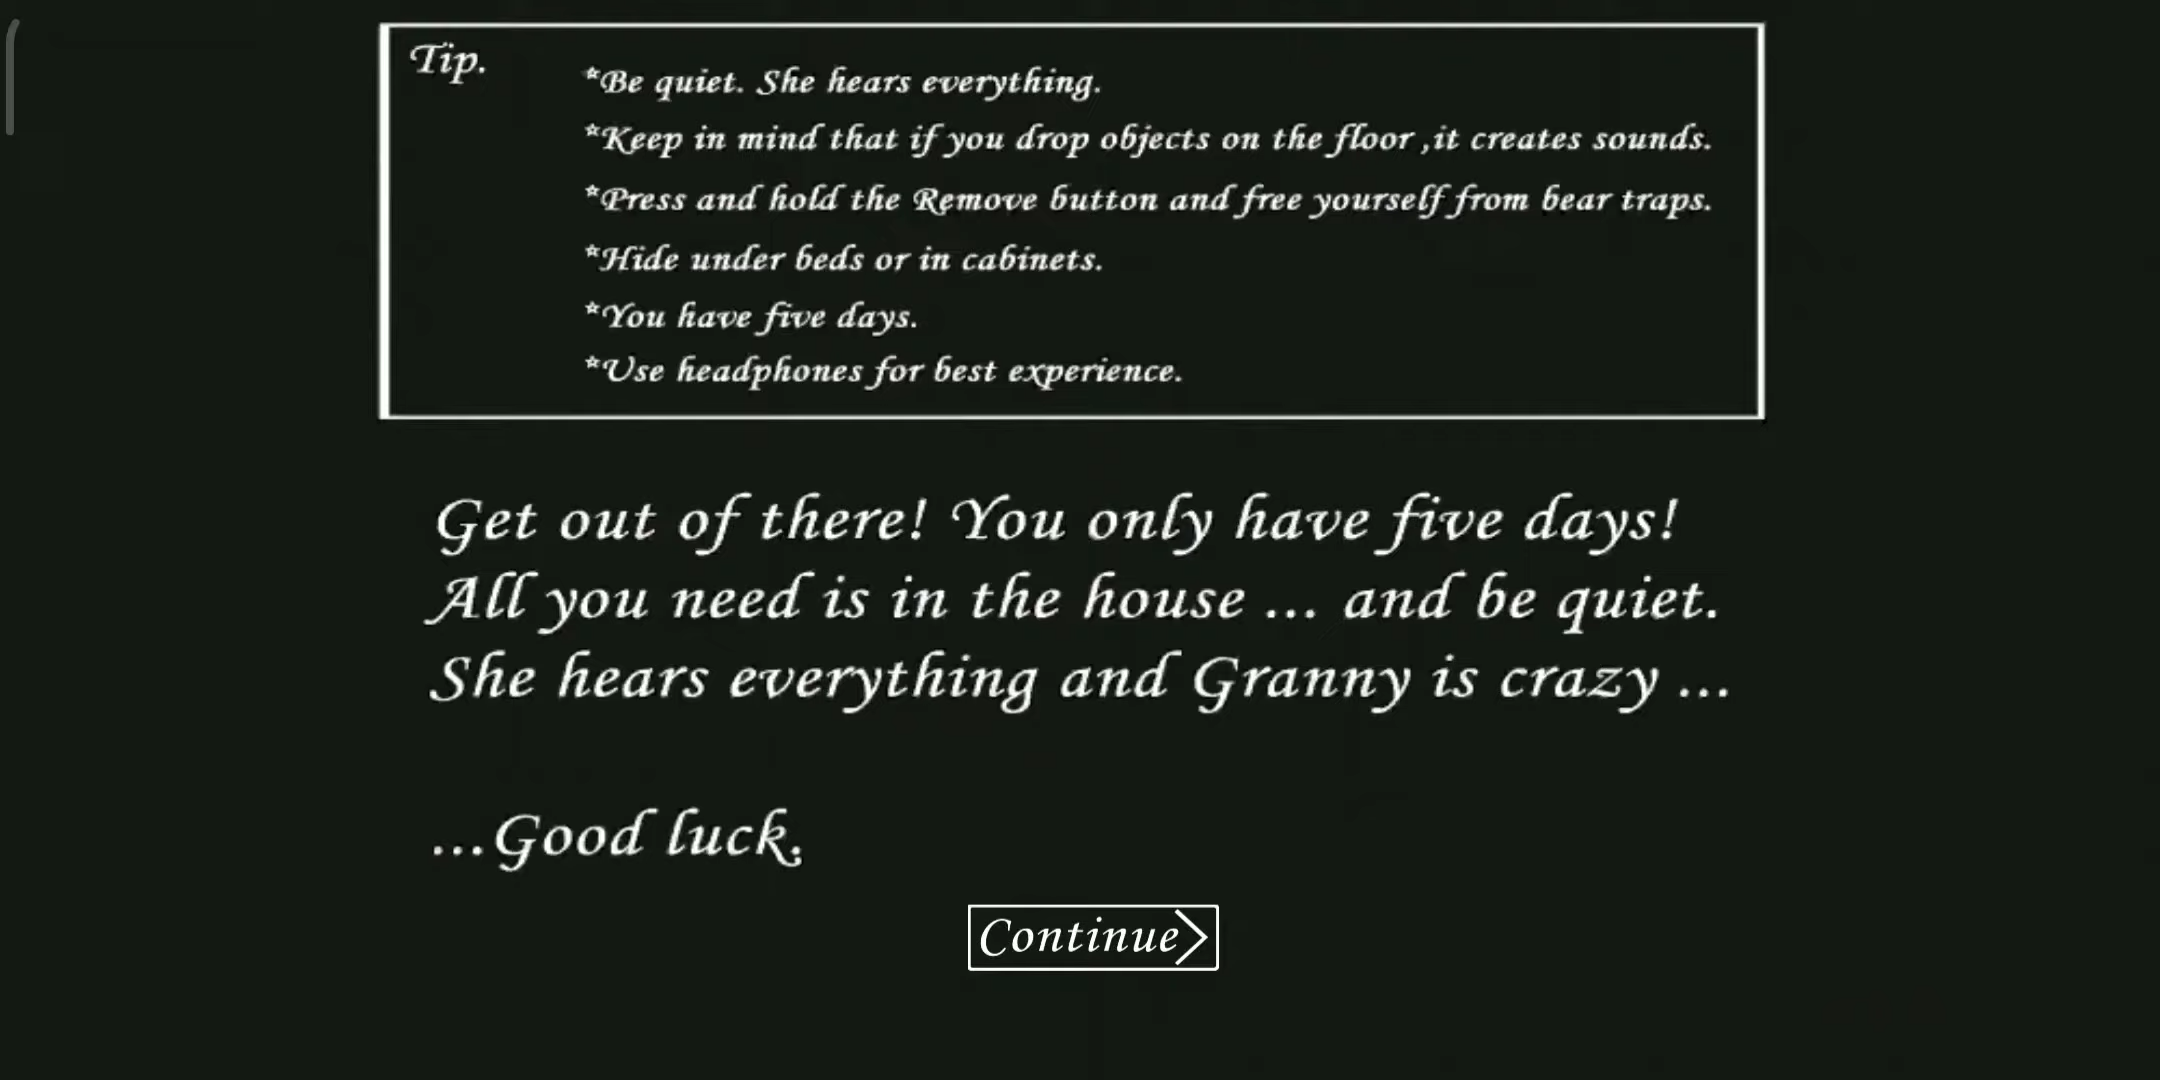 Tip.
*Be quiet. She hears everything.
*Keep in mind that if you drop objects on the floor ,it creates sounds.
*Press and hold the Remove button and free yourself from bear traps.
*Hide under beds or in cabinets.
*You have five days.
*Use headphones for best experience.
Get out of there! You only have five days!
All you need is in the house ... and be quiet.
She hears everything and Granny is crazy ...
...Good luck.
Continue>